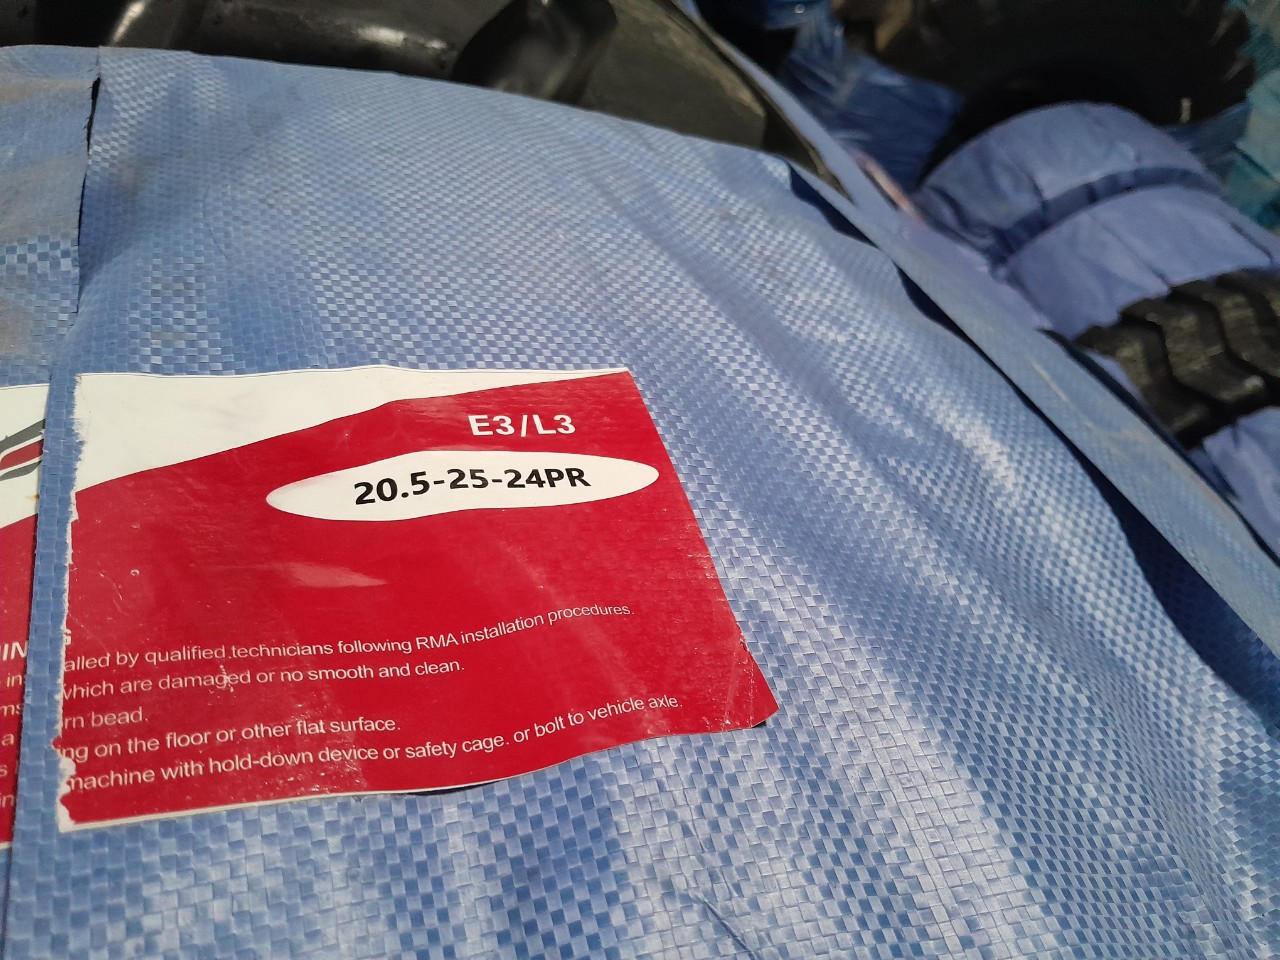 E3/L3
20.5-25-24PR
alled by qualified technicians following RMA installation procedures.
which are damaged or no smooth and clean.
rn bead.
ng on the floor or other flat surface.
machine with hold-down device or safety cage. or bolt to vehicle axle.